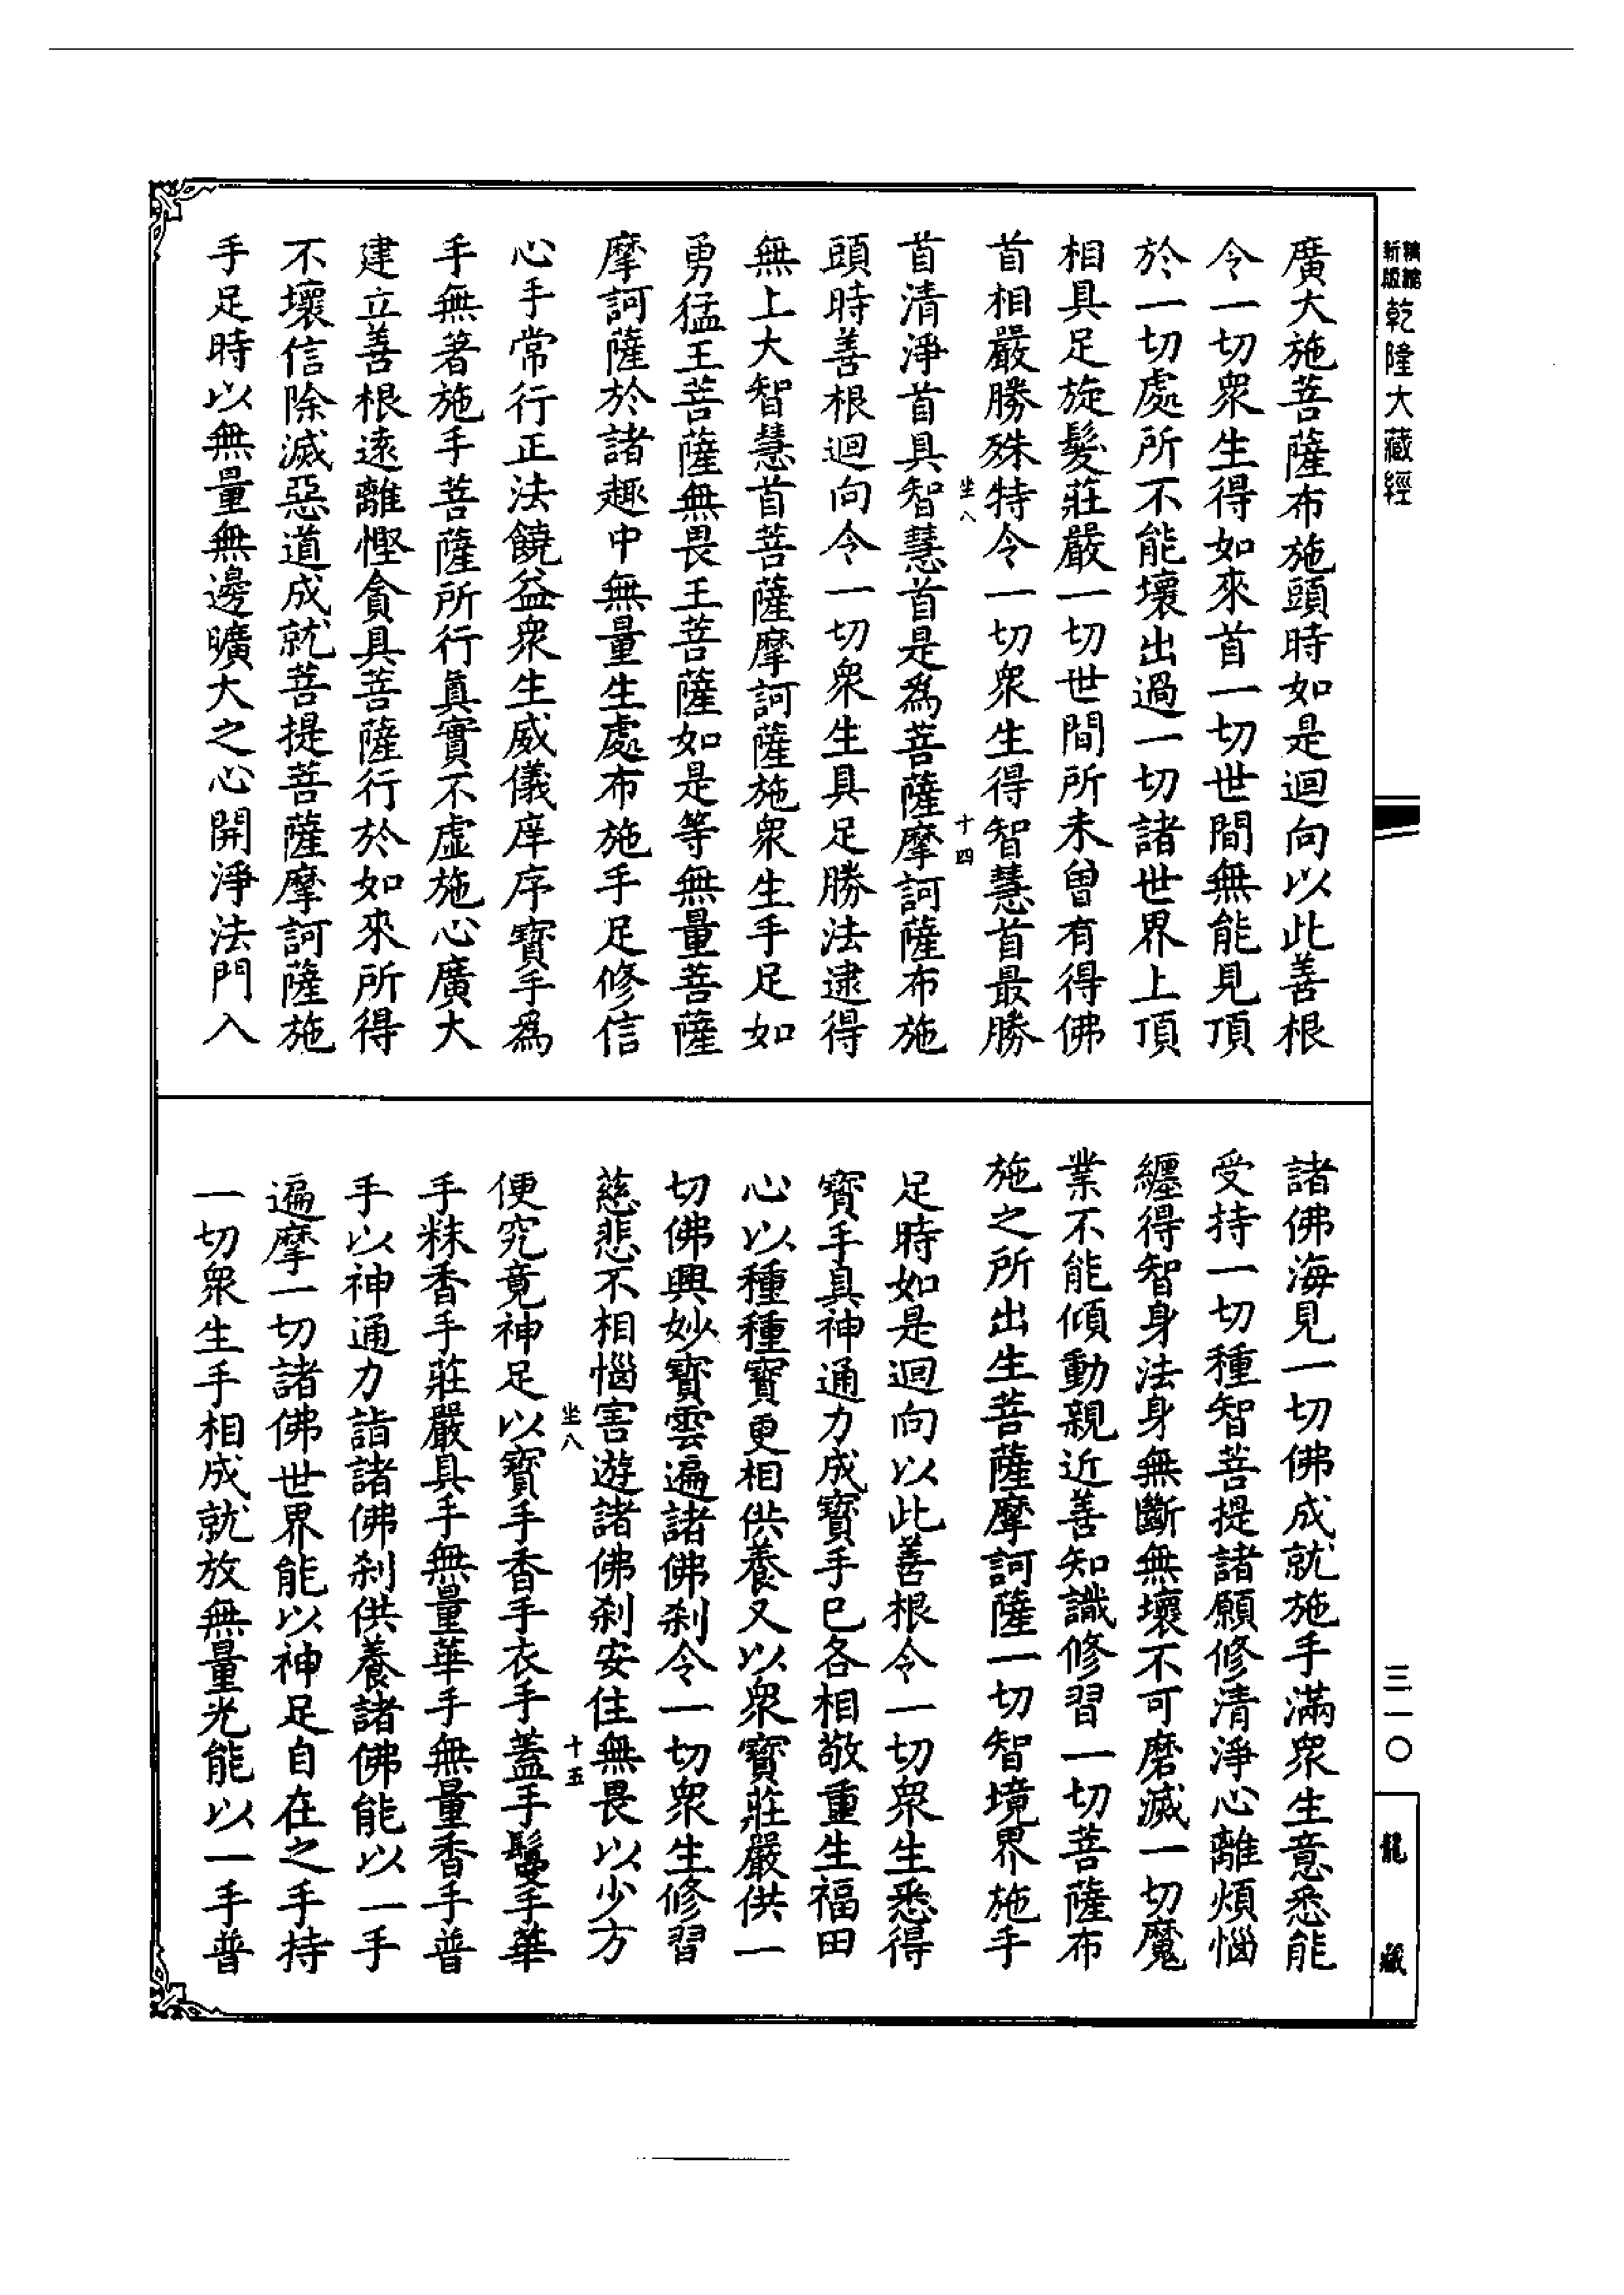 新版精縮乾隆大藏經
三一〇
龍藏
廣大施菩薩布施頭時如是迴向以此善根
令一切衆生得如來首一切世間無能見頂
於一切處所不能壞出過一切諸世界上頂
相具足旋髮莊嚴一切世間所未曾有得佛
首相嚴勝殊特令一切衆生得智慧首最勝
坐八
十四
首清淨首具智慧首是爲菩薩摩訶薩布施
頭時善根迴向令一切衆生具足勝法逮得
無上大智慧首菩薩摩訶薩施衆生手足如
勇猛王菩薩無畏王菩薩如是等無量菩薩
摩訶薩於諸趣中無量生處布施手足修信
心手常行正法饒益衆生威儀庠序寶手爲
手無著施手菩薩所行眞實不虛施心廣大
建立善根遠離慳貪具菩薩行於如來所得
不壞信除滅惡道成就菩提菩薩摩訶薩施
手足時以無量無邊曠大之心開淨法門入
諸佛海見一切佛成就施手滿衆生意悉能
受持一切種智菩提諸願修清淨心離煩惱
纏得智身法身無斷無壞不可磨滅一切魔
業不能傾動親近善知識修習一切菩薩布
施之所出生菩薩摩訶薩一切智境界施手
足時如是迴向以此善根令一切衆生悉得
寶手具神通力成寶手已各相敬重生福田
心以種種寶更相供養又以衆寶莊嚴供一
切佛興妙寶雲遍諸佛刹令一切衆生修習
慈悲不相惱害遊諸佛刹安住無畏以少方
坐八
十五
便究竟神足以寶手香手衣手蓋手鬘手華
手粖香手莊嚴具手無量華手無量香手普
手以神通力詣諸佛刹供養諸佛能以一手
遍摩一切諸佛世界能以神足自在之手持
一切衆生手相成就放無量光能以一手普